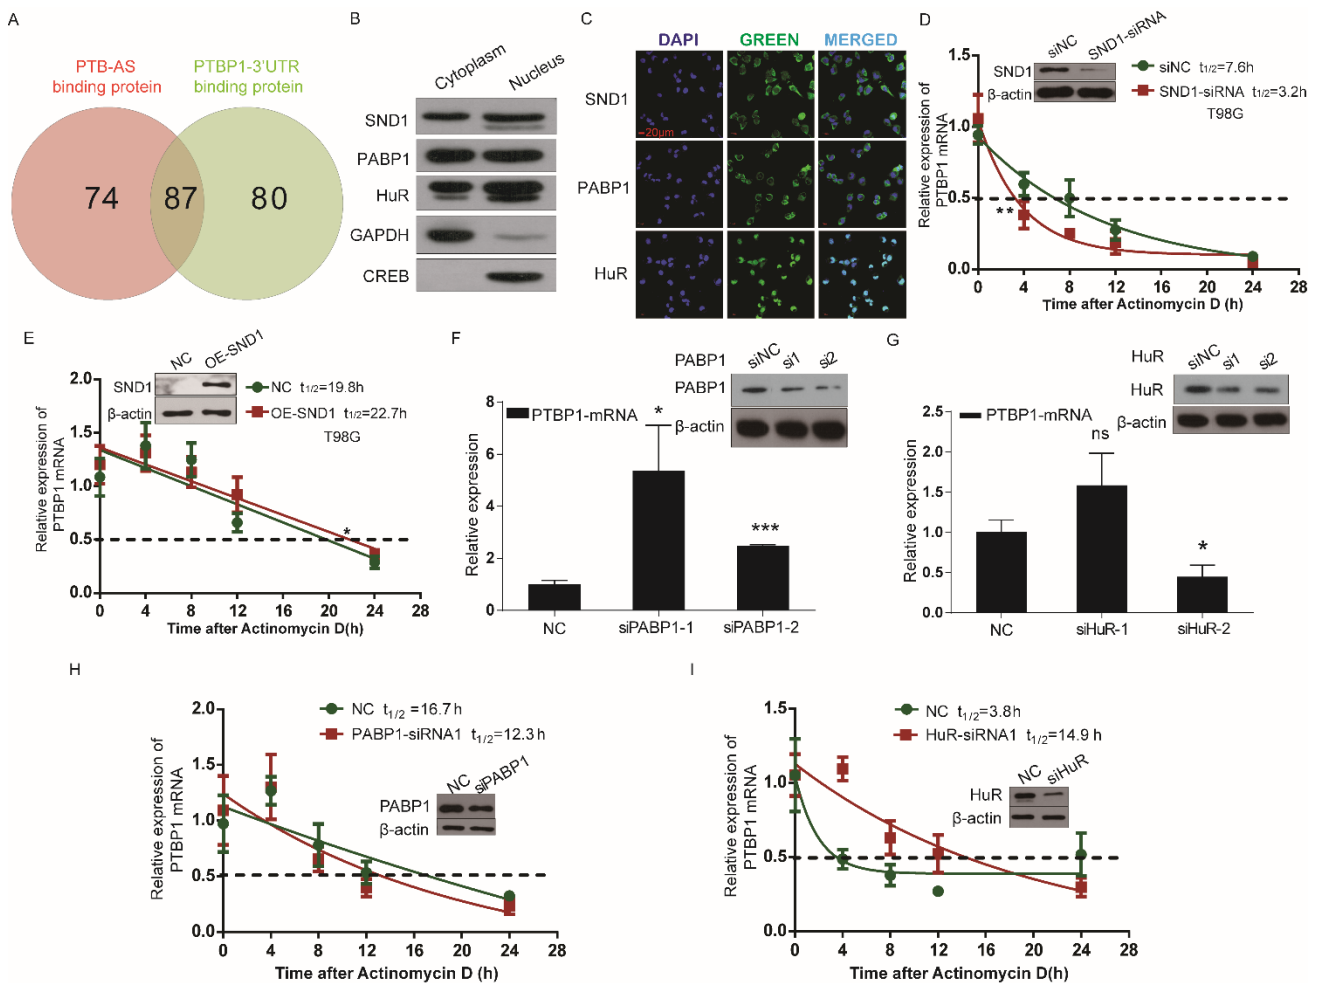 A
PTB-AS
binding protein
PTBP1-3'UTR
binding protein
74
87
80
B
Cytoplasm
Nucleus
SND1
PABP1
HuR
GAPDH
CREB
C
DAPI
GREEN
MERGED
SND1
20μm
PABP1
HuR
D
siNC
SND1-siRNA
SND1
β-actin
siNC t1/2=7.6h
SND1-siRNA t1/2=3.2h
T98G
Relative expression of
PTBP1 mRNA
1.5
1.0
0.5
0.0
**
0 4 8 12 16 20 24 28
Time after Actinomycin D (h)
E
NC
OE-SND1
SND1
β-actin
NC t1/2=19.8h
OE-SND1 t1/2=22.7h
T98G
Relative expression of
PTBP1 mRNA
2.0
1.5
1.0
0.5
0.0
*
0 4 8 12 16 20 24 28
Time after Actinomycin D(h)
F
PABP1
siNC
si1
si2
PABP1
β-actin
PTBP1-mRNA
Relative expression
8
6
4
2
0
*
***
NC
siPABP1-1
siPABP1-2
G
HuR
siNC
si1
si2
HuR
β-actin
PTBP1-mRNA
Relative expression
2.5
2.0
1.5
1.0
0.5
0.0
ns
*
NC
siHuR-1
siHuR-2
H
NC t1/2 =16.7h
PABP1-siRNA1 t1/2=12.3h
NC
siPABP1
PABP1
β-actin
Relative expression of
PTBP1 mRNA
2.0
1.5
1.0
0.5
0.0
0 4 8 12 16 20 24 28
Time after Actinomycin D (h)
I
NC t1/2=3.8h
HuR-siRNA1 t1/2=14.9 h
NC
siHuR
HuR
β-actin
Relative expression of
PTBP1 mRNA
1.5
1.0
0.5
0.0
0 4 8 12 16 20 24 28
Time after Actinomycin D(h)